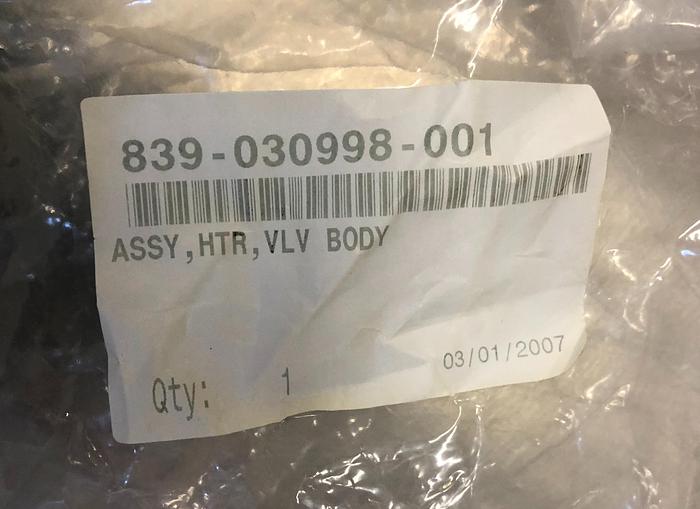 839-030998-001
ASSY,HTR,VLV BODY
03/01/2007
Qty: 1